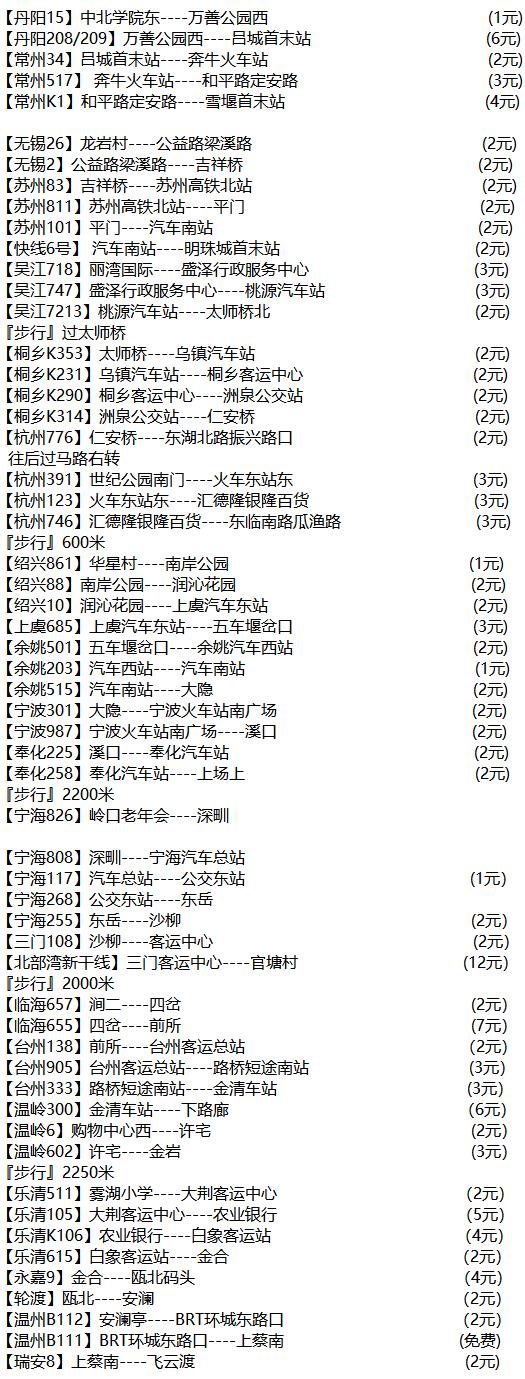 【丹阳15】中北学院东----万善公园西 (1元)
【丹阳208/209】万善公园西----吕城首末站 (6元)
【常州34】吕城首末站----奔牛火车站 (2元)
【常州517】 奔牛火车站----和平路定安路 (3元)
【常州K1】和平路定安路----雪堰首末站 (4元)
【无锡26】龙岩村----公益路梁溪路 (2元)
【无锡2】公益路梁溪路----吉祥桥 (2元)
【苏州83】吉祥桥----苏州高铁北站 (2元)
【苏州811】苏州高铁北站----平门 (2元)
【苏州101】平门----汽车南站 (2元)
【快线6号】 汽车南站----明珠城首末站 (2元)
【吴江718】丽湾国际----盛泽行政服务中心 (3元)
【吴江747】盛泽行政服务中心----桃源汽车站 (3元)
【吴江7213】桃源汽车站----太师桥北 (2元)
『步行』过太师桥
【桐乡K353】太师桥----乌镇汽车站 (2元)
【桐乡K231】乌镇汽车站----桐乡客运中心 (2元)
【桐乡K290】桐乡客运中心----洲泉公交站 (2元)
【桐乡K314】洲泉公交站----仁安桥 (2元)
【杭州776】仁安桥----东湖北路振兴路口 (2元)
往后过马路右转
【杭州391】世纪公园南门----火车东站东 (3元)
【杭州123】火车东站东----汇德隆银隆百货 (3元)
【杭州746】汇德隆银隆百货----东临南路瓜渔路 (3元)
『步行』600米
【绍兴861】华星村----南岸公园 (1元)
【绍兴88】南岸公园----润沁花园 (2元)
【绍兴10】润沁花园----上虞汽车东站 (2元)
【上虞685】上虞汽车东站----五车堰岔口 (3元)
【余姚501】五车堰岔口----余姚汽车西站 (2元)
【余姚203】汽车西站----汽车南站 (1元)
【余姚515】汽车南站----大隐 (2元)
【宁波301】大隐----宁波火车站南广场 (2元)
【宁波987】宁波火车站南广场----溪口 (2元)
【奉化225】溪口----奉化汽车站 (2元)
【奉化258】奉化汽车站----上场上 (2元)
『步行』2200米
【宁海826】岭口老年会----深甽
【宁海808】深甽----宁海汽车总站
【宁海117】汽车总站----公交东站 (1元)
【宁海268】公交东站----东岳
【宁海255】东岳----沙柳 (2元)
【三门108】沙柳----客运中心 (2元)
【北部湾新干线】三门客运中心----官塘村 (12元)
『步行』2000米
【临海657】涧二----四岔 (2元)
【临海655】四岔----前所 (7元)
【台州138】前所----台州客运总站 (2元)
【台州905】台州客运总站----路桥短途南站 (3元)
【台州333】路桥短途南站----金清车站 (3元)
【温岭300】金清车站----下路廊 (6元)
【温岭6】购物中心西----许宅 (2元)
【温岭602】许宅----金岩 (3元)
『步行』2250米
【乐清511】雾湖小学----大荆客运中心 (2元)
【乐清105】大荆客运中心----农业银行 (5元)
【乐清K106】农业银行----白象客运站 (4元)
【乐清615】白象客运站----金合 (2元)
【永嘉9】金合----瓯北码头 (4元)
【轮渡】瓯北----安澜 (2元)
【温州B112】安澜亭----BRT环城东路口 (2元)
【温州B111】BRT环城东路口----上蔡南 (免费)
【瑞安8】上蔡南----飞云渡 (2元)